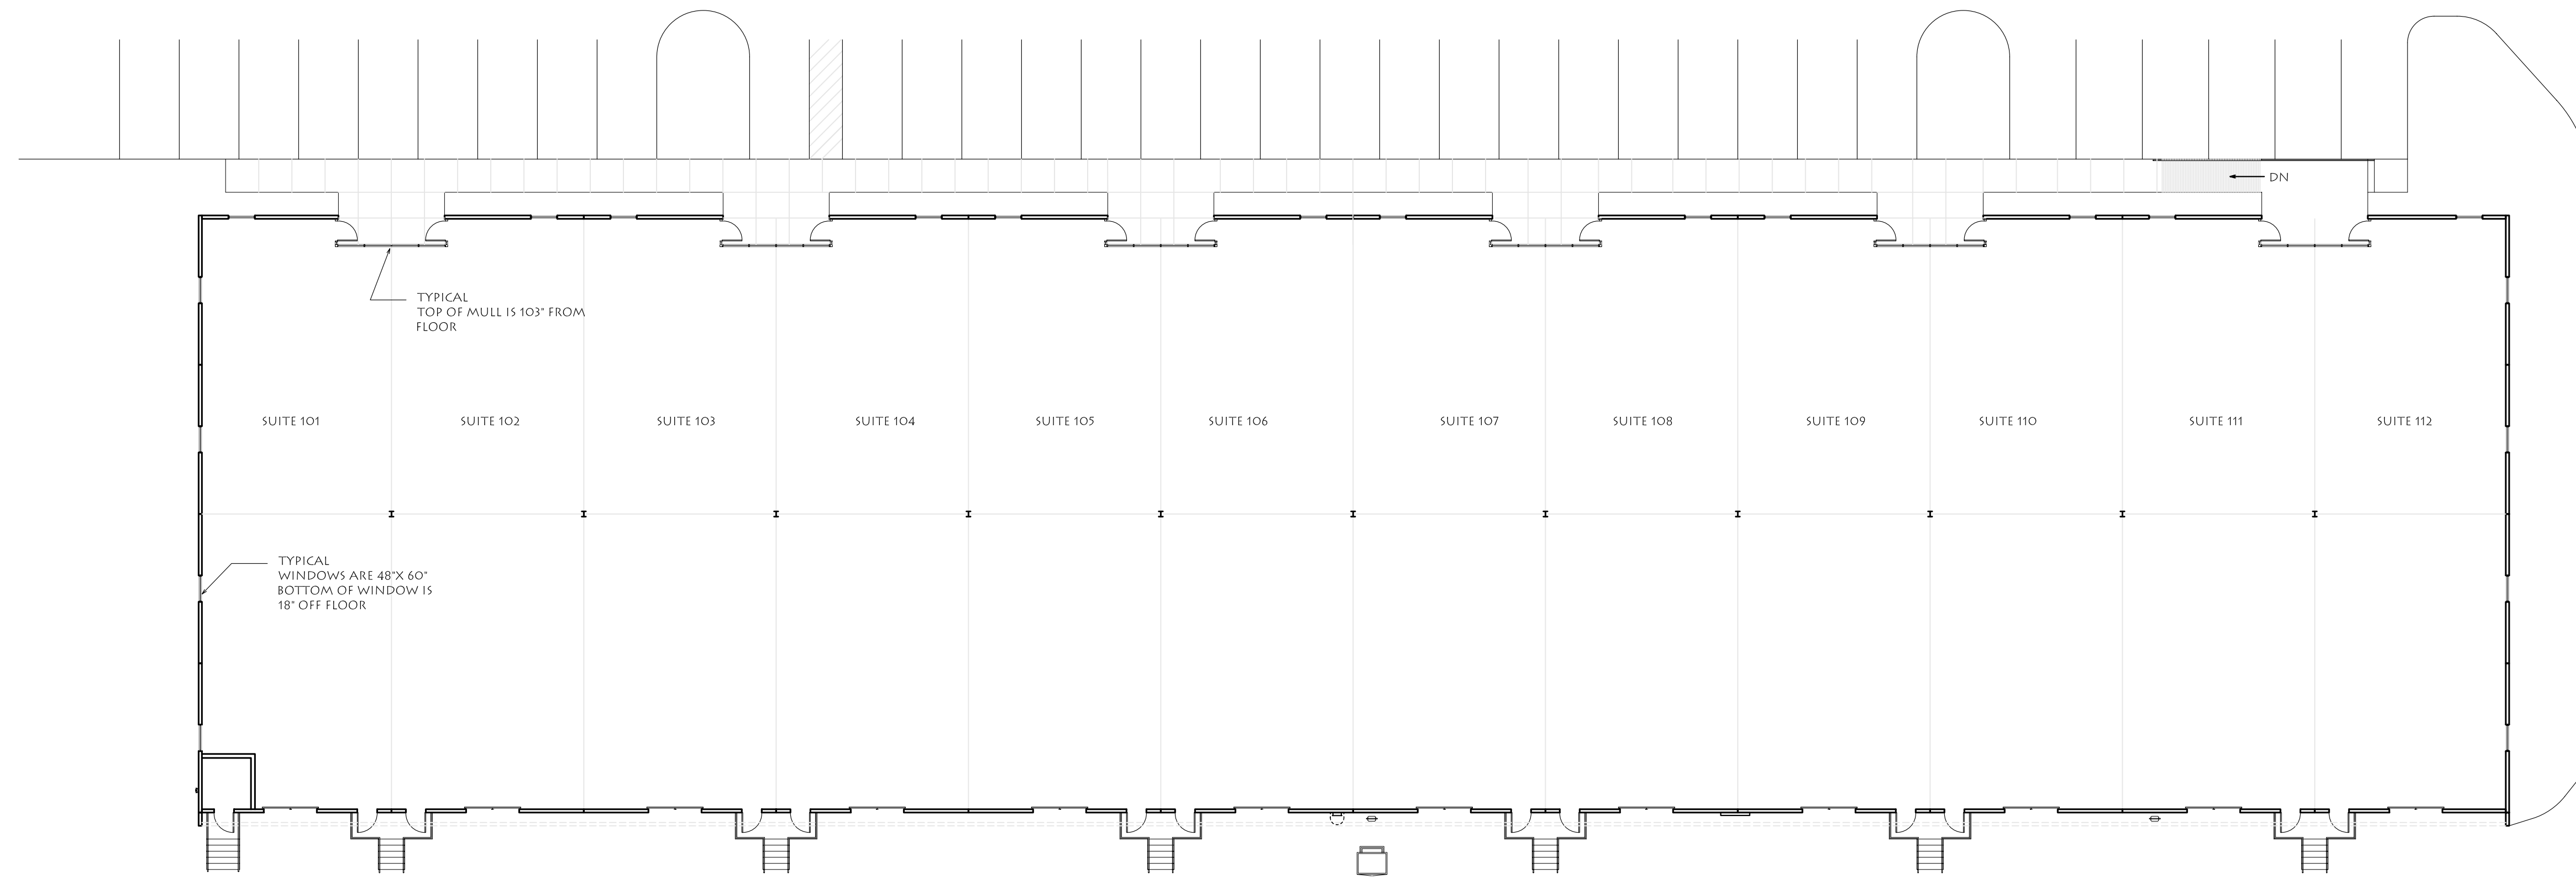 DN
TYPICAL
TOP OF MULL IS 103" FROM
FLOOR
SUITE 101
SUITE 102
SUITE 103
SUITE 104
SUITE 105
SUITE 106
SUITE 107
SUITE 108
SUITE 109
SUITE 110
SUITE 111
SUITE 112
TYPICAL
WINDOWS ARE 48"X 60"
BOTTOM OF WINDOW IS
18" OFF FLOOR